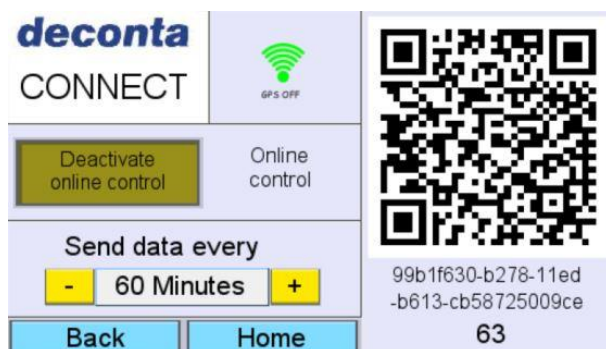 deconta
CONNECT
GPS OFF
Deactivate
online control
Online
control
Send data every
- 60 Minutes +
Back
Home
99b1f630-b278-11ed
-b613-cb58725009ce
63